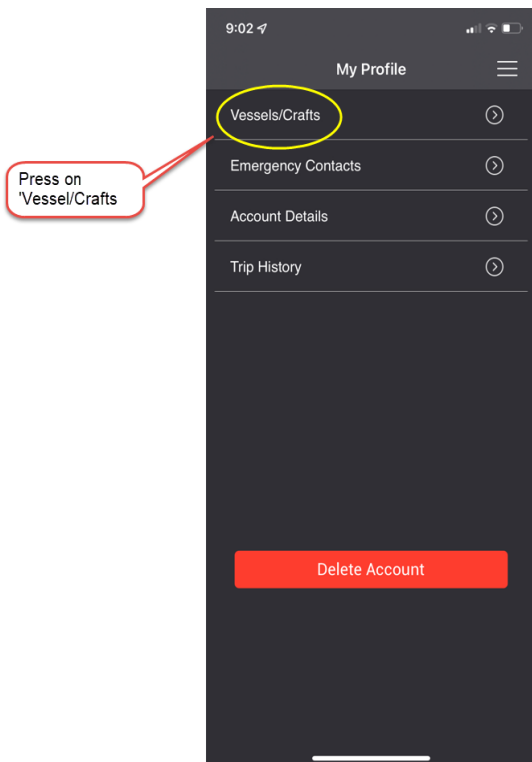 9:02
My Profile
Vessels/Crafts
Press on
'Vessel/Crafts
Emergency Contacts
Account Details
Trip History
Delete Account